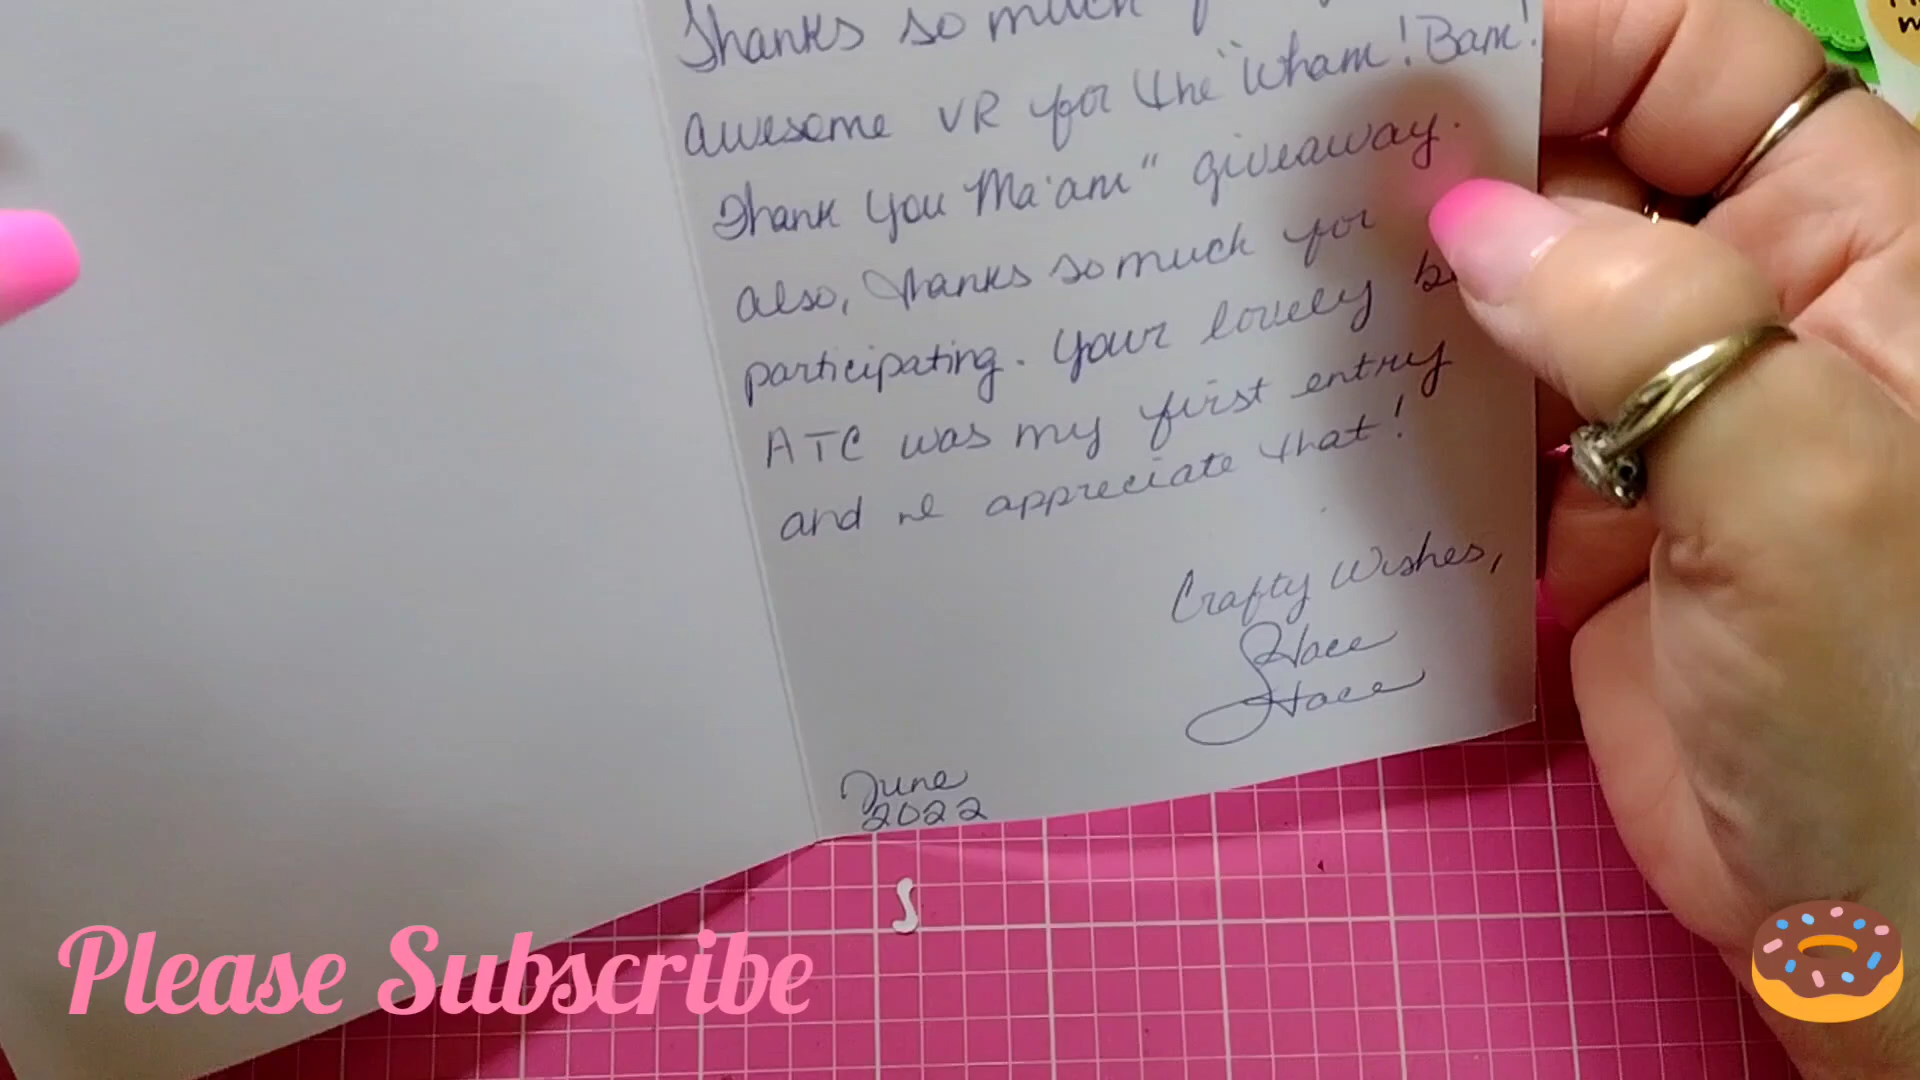 Thanks so much
awesome VR for the "Wham! Bam!
Thank You Ma'am" giveaway.
Also, thanks so much for
participating. Your lovely
ATC was my first entry
and I appreciate that!
Crafty Wishes,
June
2022
Please Subscribe